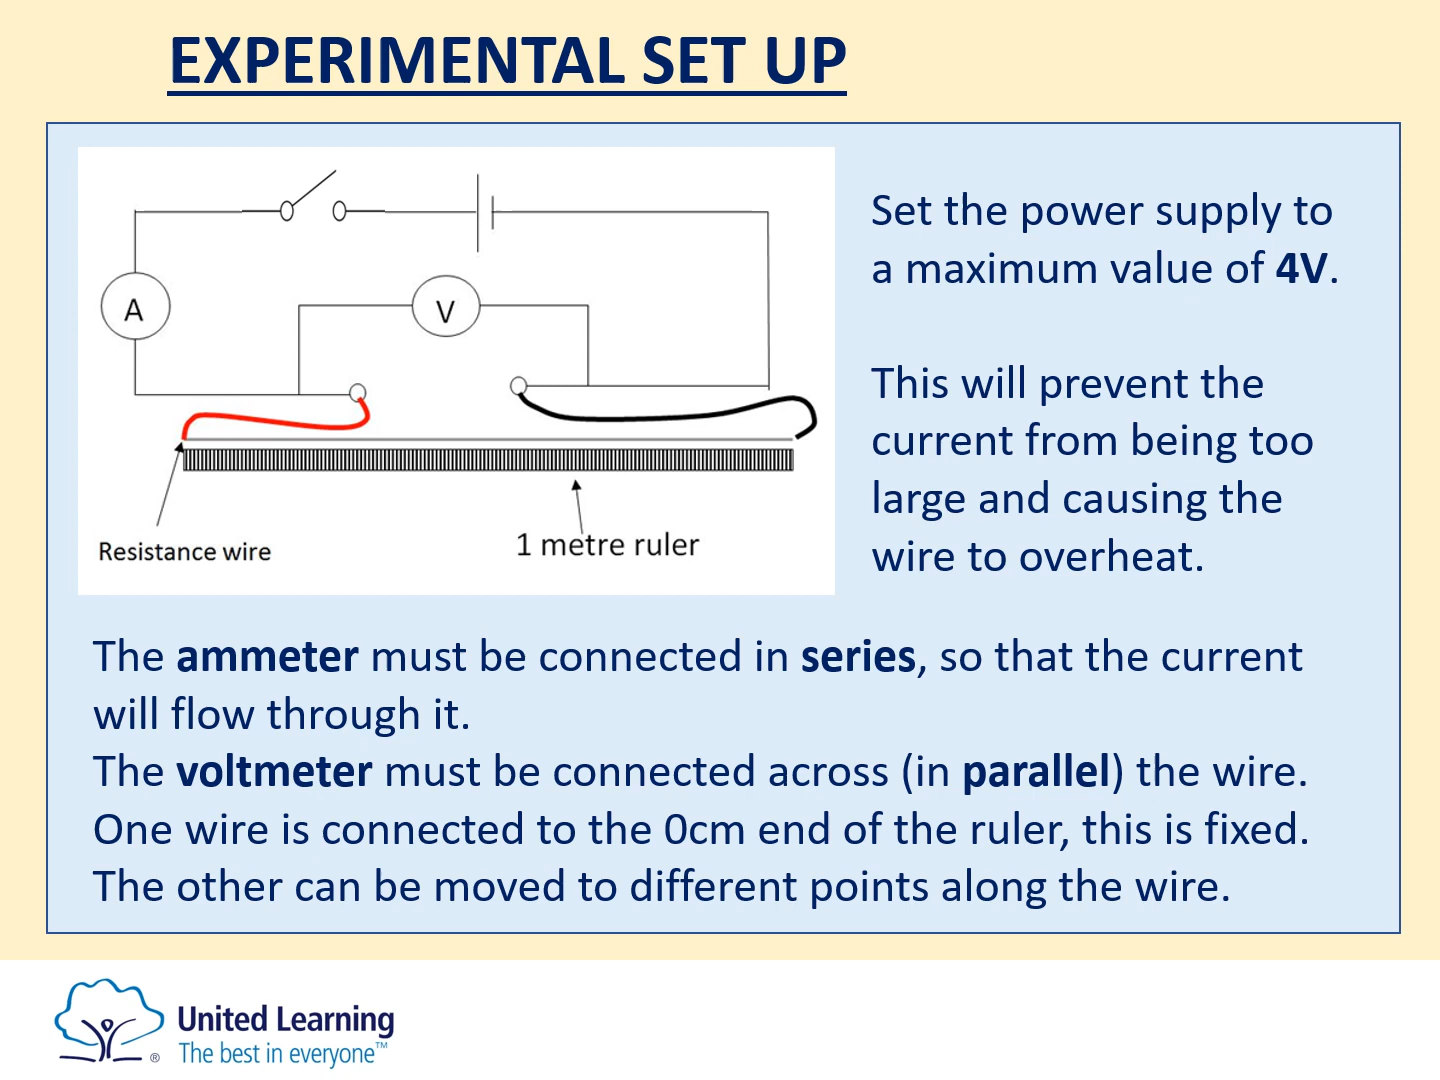 EXPERIMENTAL SET UP
A
V
Resistance wire
1 metre ruler
Set the power supply to
a maximum value of 4V.
This will prevent the
current from being too
large and causing the
wire to overheat.
The ammeter must be connected in series, so that the current
will flow through it.
The voltmeter must be connected across (in parallel) the wire.
One wire is connected to the 0cm end of the ruler, this is fixed.
The other can be moved to different points along the wire.
United Learning
The best in everyone™
®